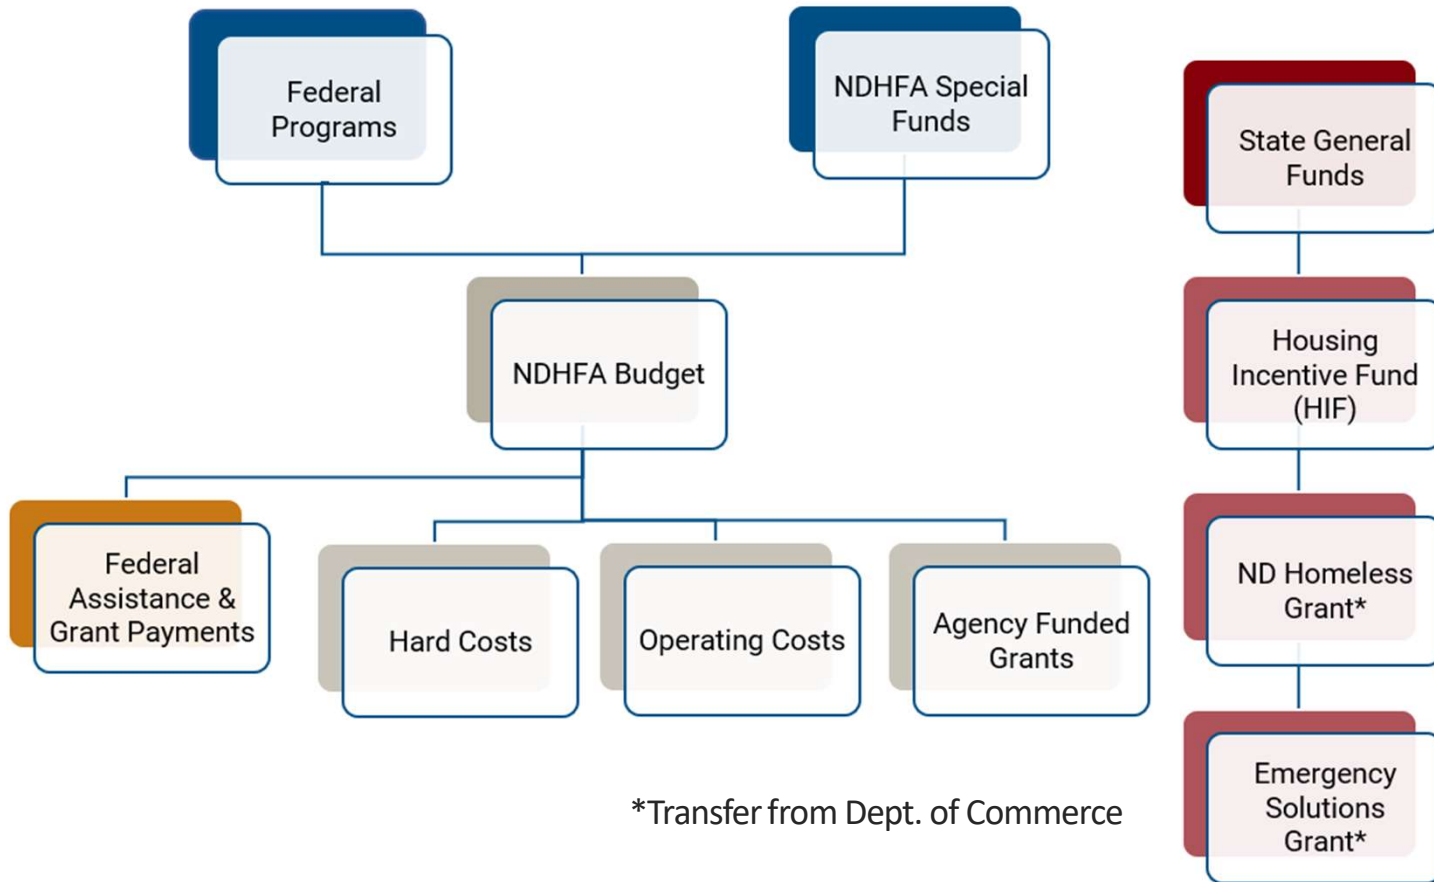 Federal
Programs
NDHFA Special
Funds
State General
Funds
NDHFA Budget
Housing
Incentive Fund
(HIF)
Federal
Assistance &
Grant Payments
Hard Costs
Operating Costs
Agency Funded
Grants
ND Homeless
Grant*
Emergency
Solutions
Grant*
*Transfer from Dept. of Commerce